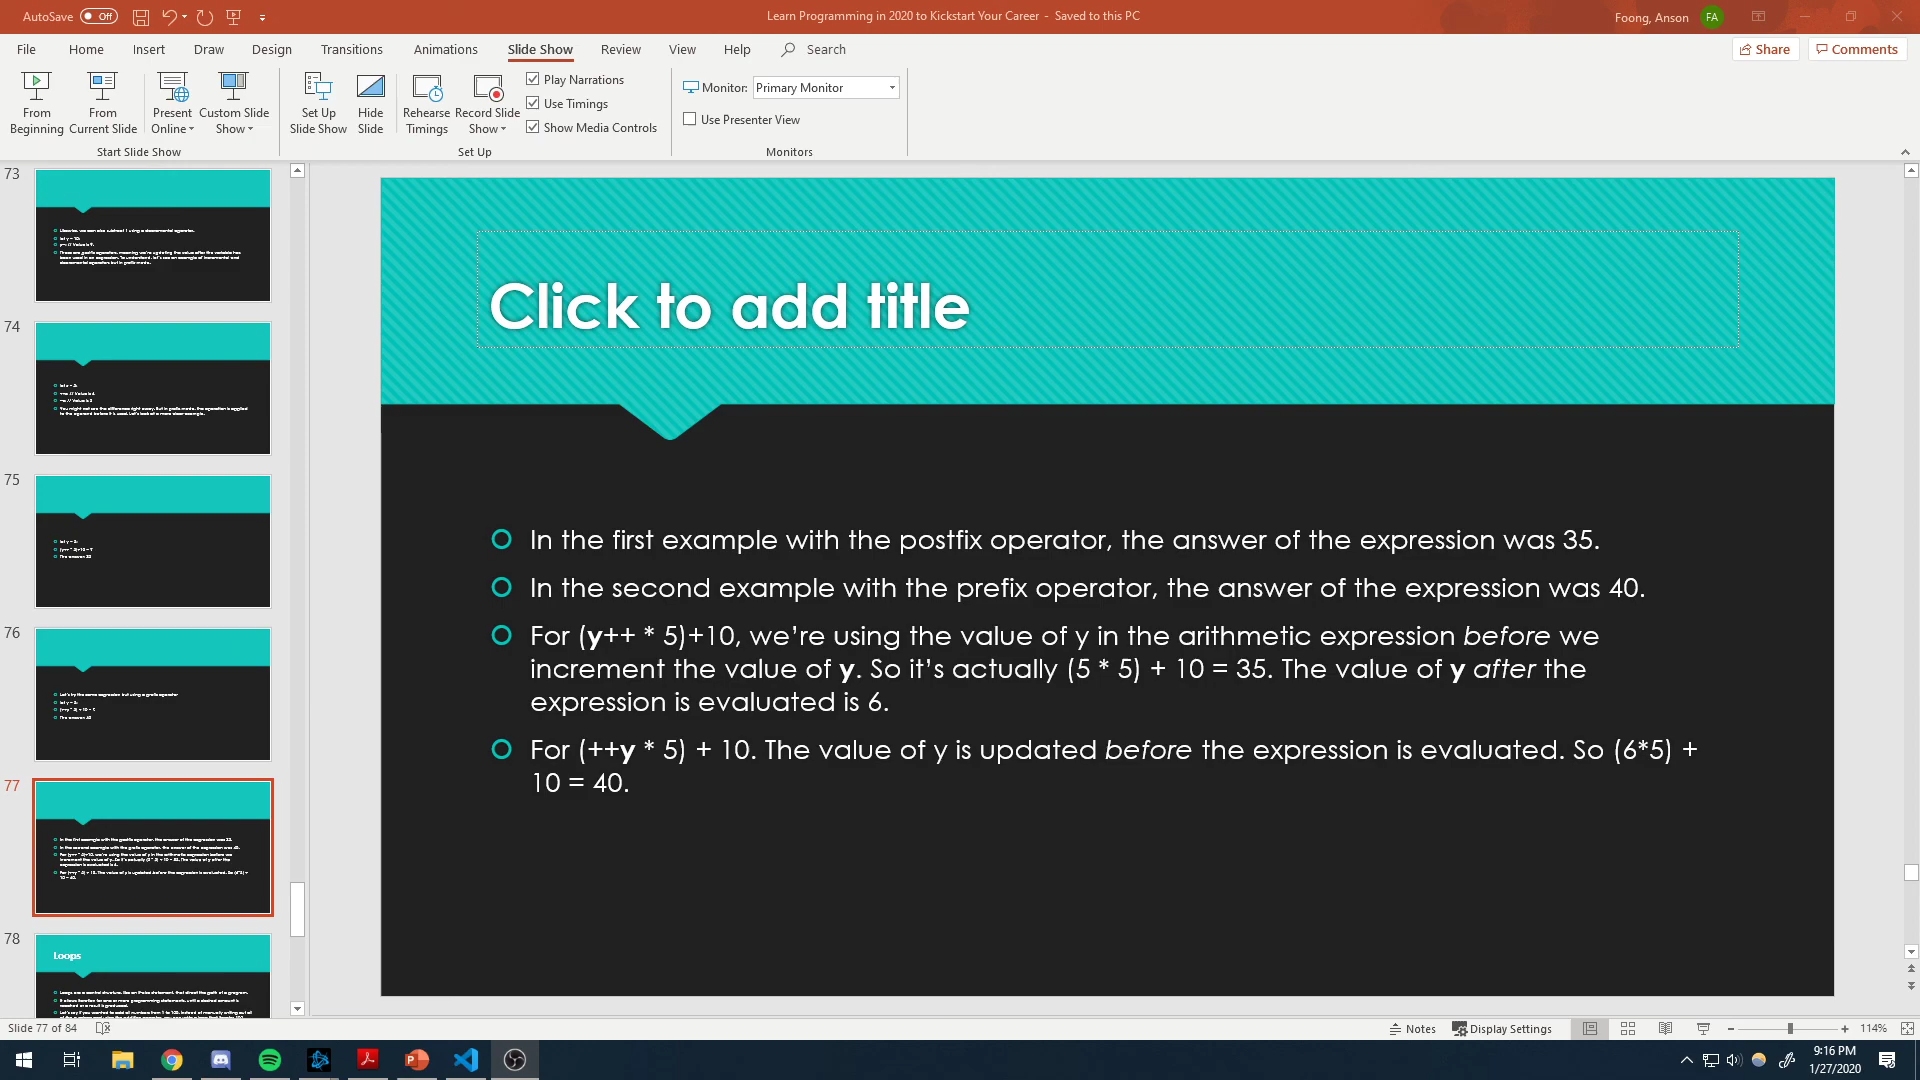 AutoSave Off
Learn Programming in 2020 to Kickstart Your Career - Saved to this PC
Foong, Anson FA
File Home Insert Draw Design Transitions Animations Slide Show Review View Help Search
Share Comments
From Beginning
From Current Slide
Present Online
Custom Slide Show
Set Up Slide Show
Hide Slide
Rehearse Timings
Record Slide Show
Play Narrations
Use Timings
Show Media Controls
Monitor: Primary Monitor
Use Presenter View
Start Slide Show
Set Up
Monitors
73
74
75
76
77
78
Loops
Click to add title
In the first example with the postfix operator, the answer of the expression was 35.
In the second example with the prefix operator, the answer of the expression was 40.
For (y++ * 5)+10, we’re using the value of y in the arithmetic expression before we
increment the value of y. So it’s actually (5 * 5) + 10 = 35. The value of y after the
expression is evaluated is 6.
For (++y * 5) + 10. The value of y is updated before the expression is evaluated. So (6*5) +
10 = 40.
Slide 77 of 84
Notes Display Settings 114%
9:16 PM
1/27/2020